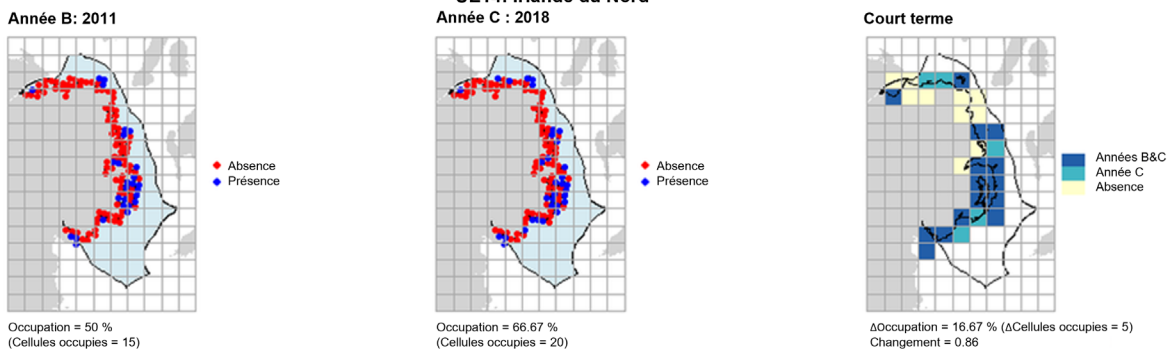 Année B: 2011
Année C : 2018
Court terme
Absence
Présence
Absence
Présence
Années B&C
Année C
Absence
Occupation = 50 %
(Cellules occupies = 15)
Occupation = 66.67 %
(Cellules occupies = 20)
ΔOccupation = 16.67 % (ΔCellules occupies = 5)
Changement = 0.86